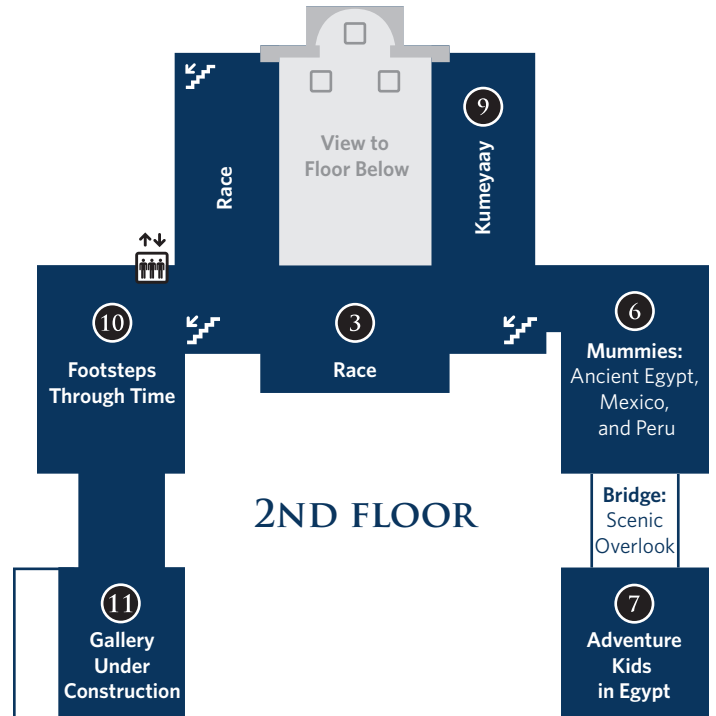 View to
Floor Below
Race
9
Kumeyaay
10
Footsteps
Through Time
3
Race
6
Mummies:
Ancient Egypt,
Mexico,
and Peru
2ND FLOOR
Bridge:
Scenic
Overlook
11
Gallery
Under
Construction
7
Adventure
Kids
in Egypt